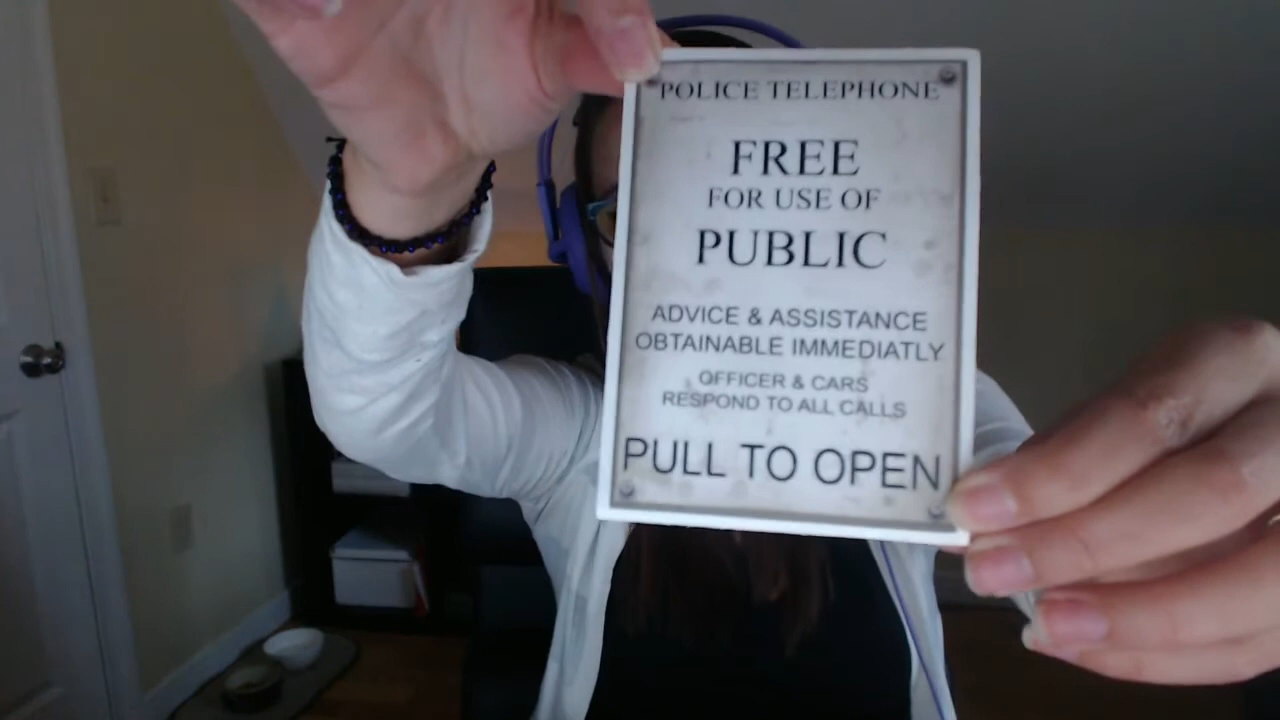 POLICE TELEPHONE
FREE
FOR USE OF
PUBLIC
ADVICE & ASSISTANCE
OBTAINABLE IMMEDIATLY
OFFICER & CARS
RESPOND TO ALL CALLS
PULL TO OPEN